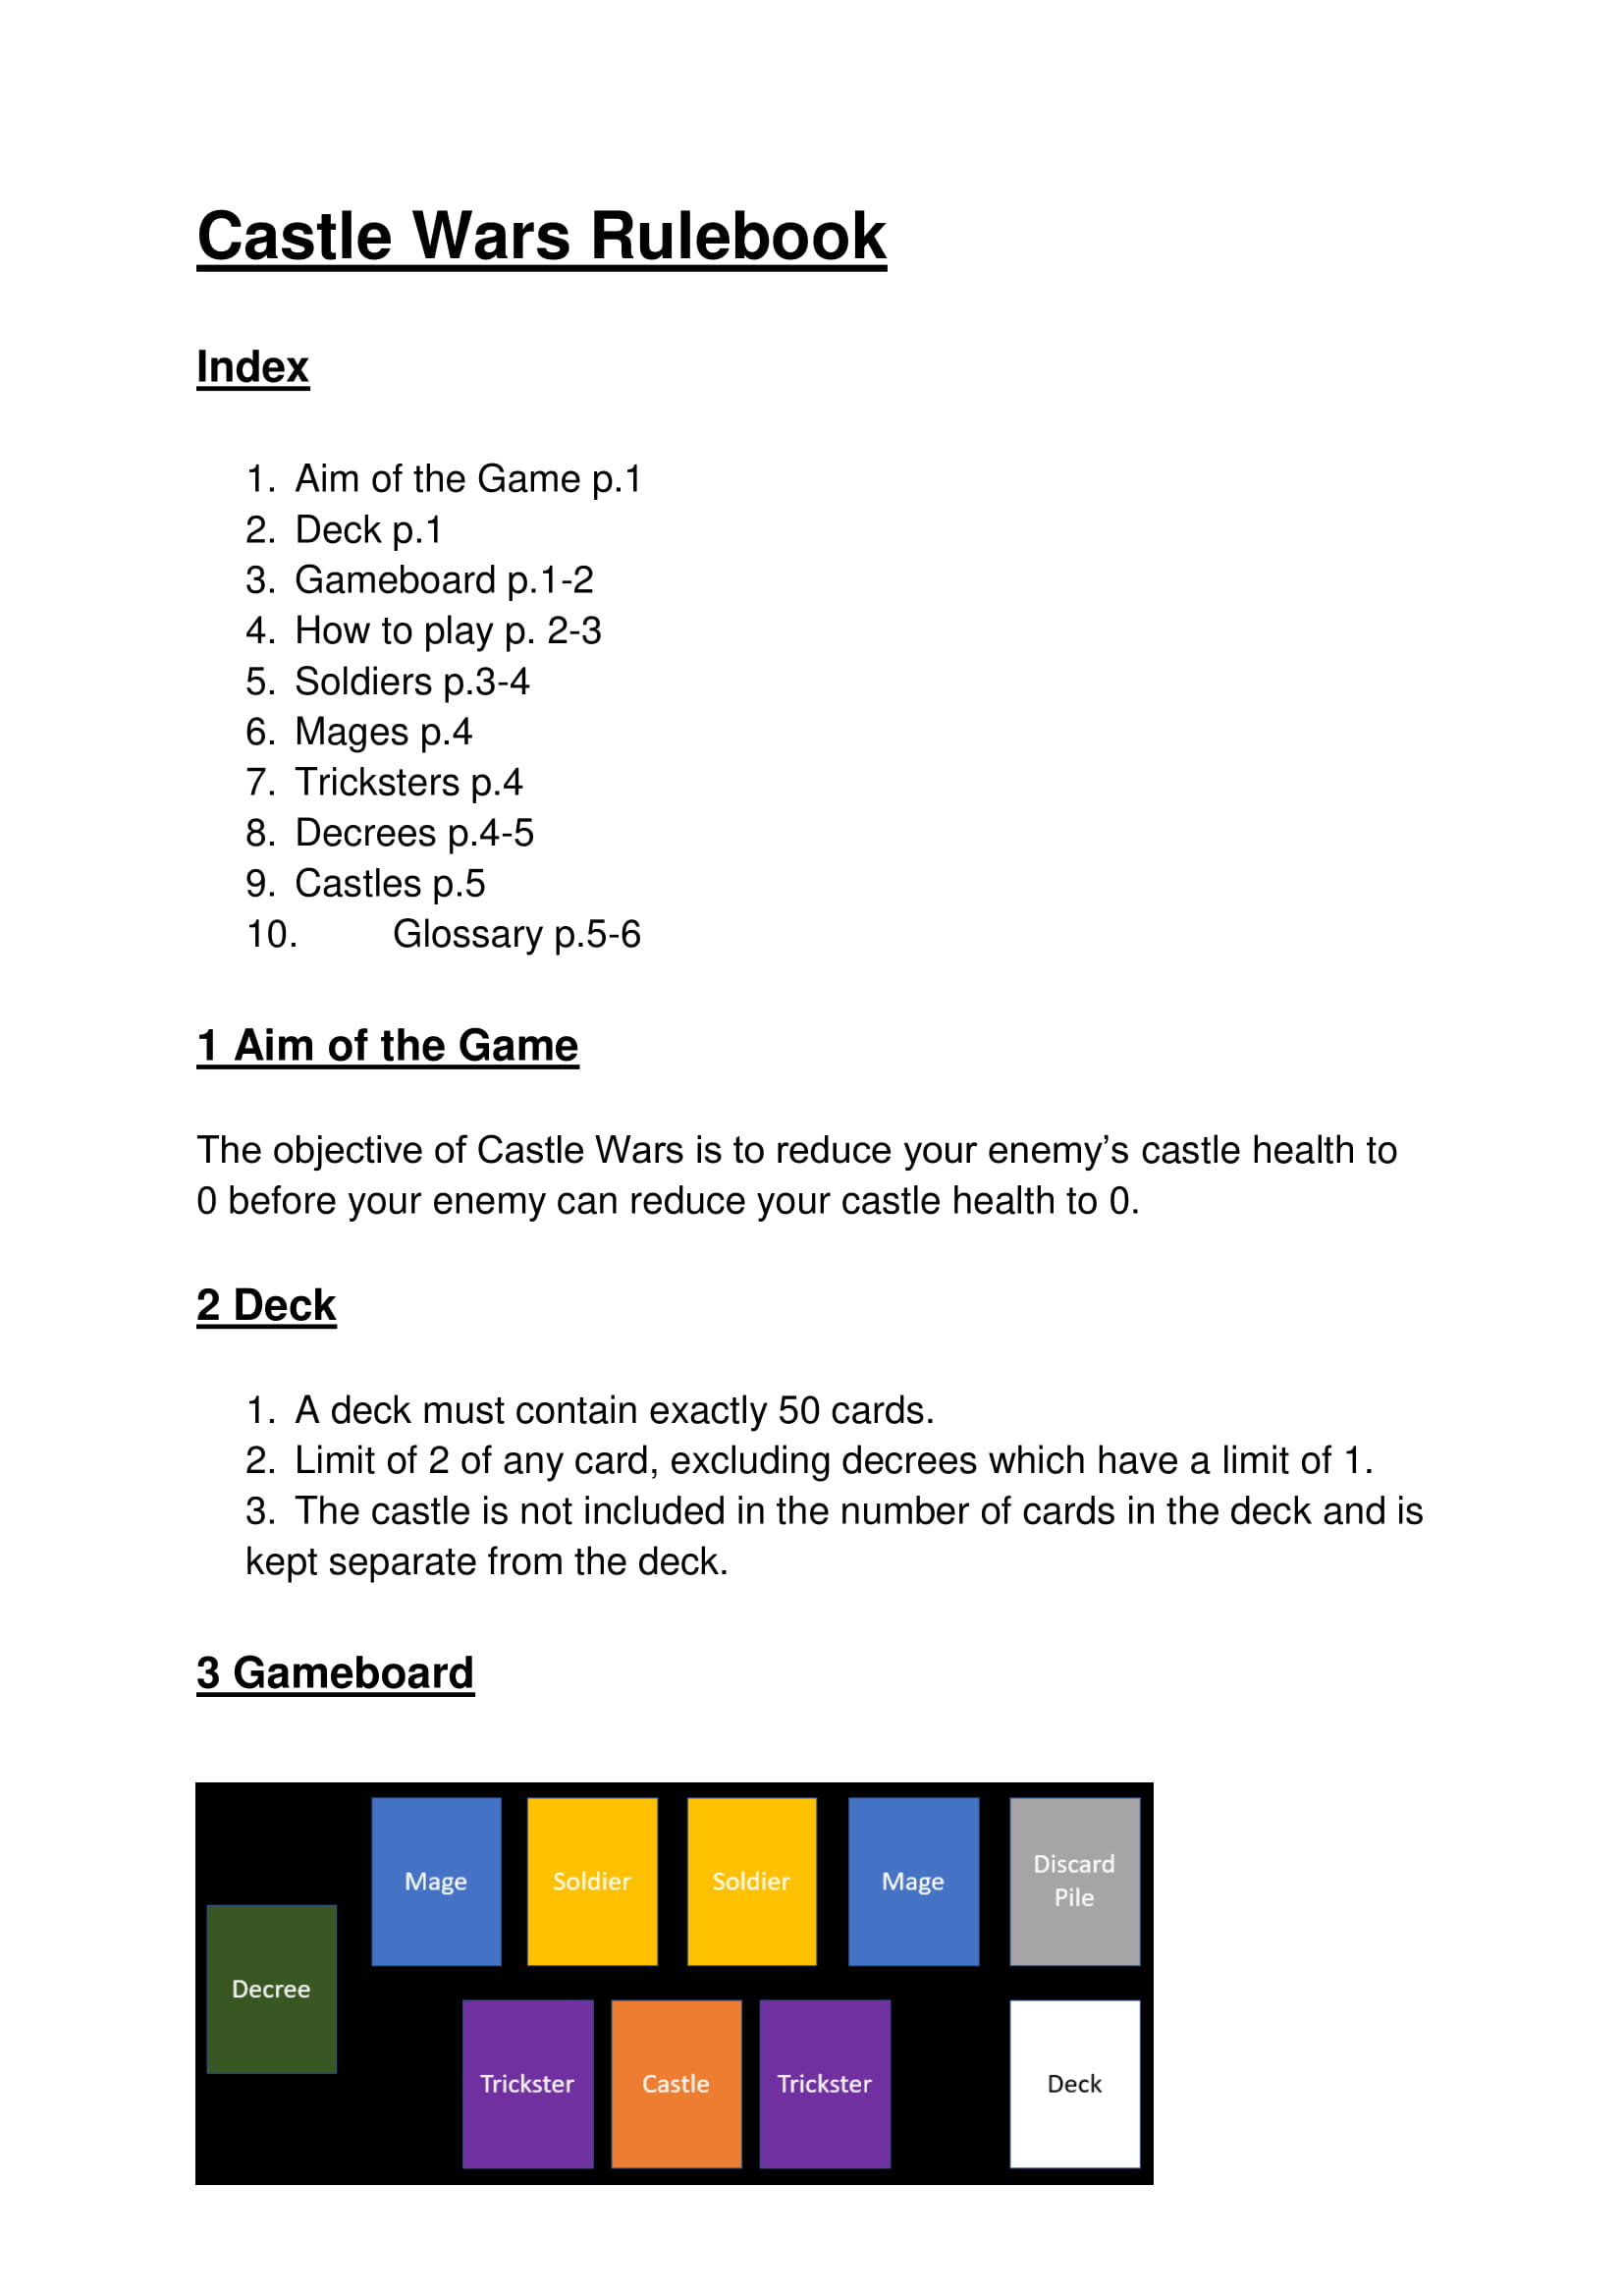 Castle Wars Rulebook
Index
1. Aim of the Game p.1
2. Deck p.1
3. Gameboard p.1-2
4. How to play p. 2-3
5. Soldiers p.3-4
6. Mages p.4
7. Tricksters p.4
8. Decrees p.4-5
9. Castles p.5
10. Glossary p.5-6
1 Aim of the Game
The objective of Castle Wars is to reduce your enemy’s castle health to
0 before your enemy can reduce your castle health to 0.
2 Deck
1. A deck must contain exactly 50 cards.
2. Limit of 2 of any card, excluding decrees which have a limit of 1.
3. The castle is not included in the number of cards in the deck and is
kept separate from the deck.
3 Gameboard
Mage Soldier Soldier Mage Discard
Pile
Decree
Trickster Castle Trickster Deck